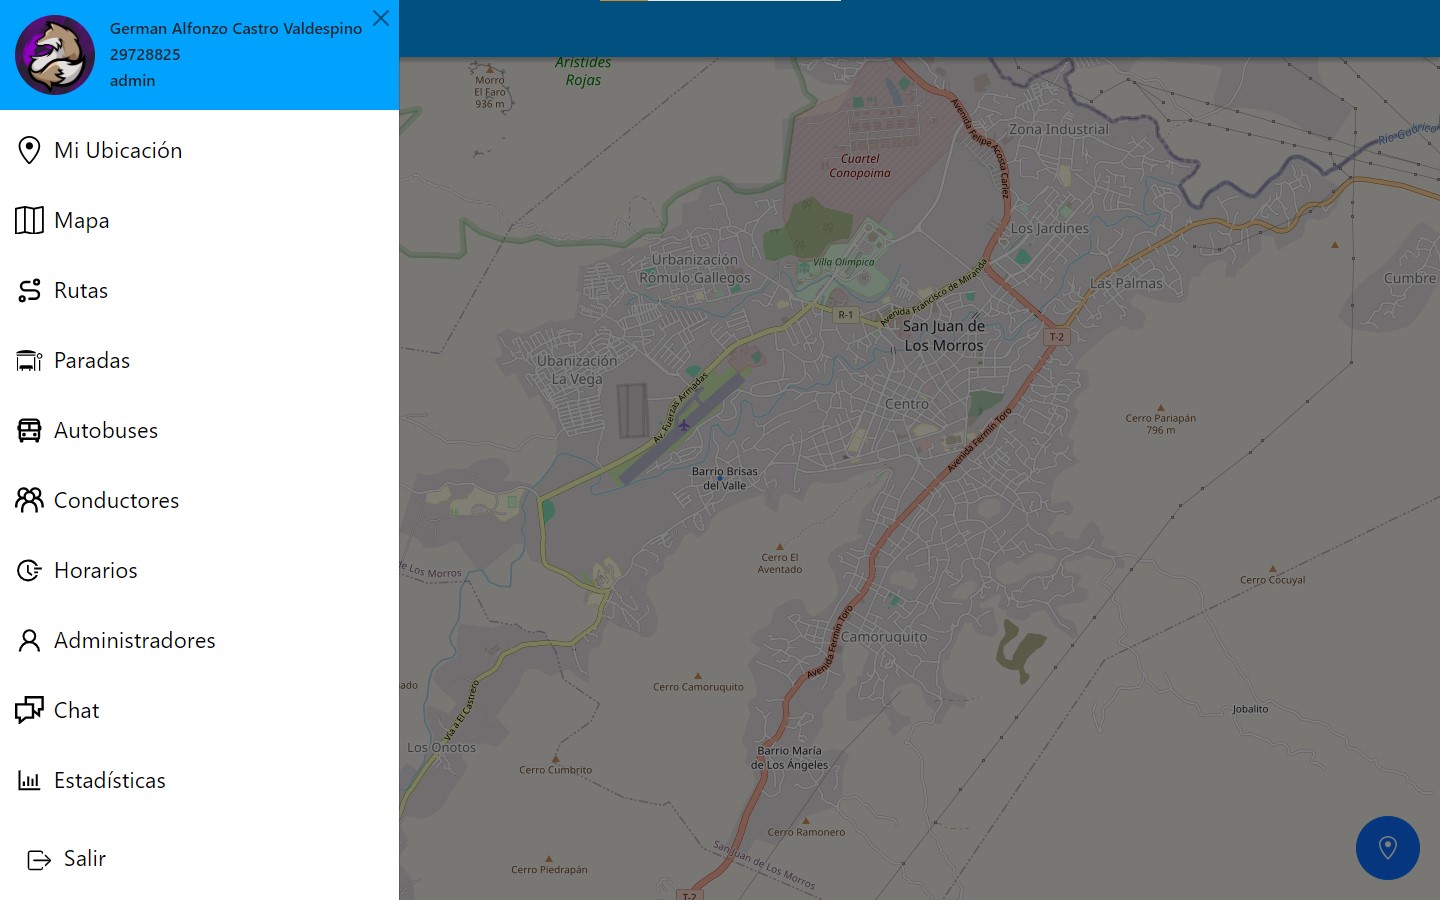 German Alfonzo Castro Valdespino
29728825
admin
Mi Ubicación
Mapa
Rutas
Paradas
Autobuses
Conductores
Horarios
Administradores
Chat
Estadísticas
Salir
Arístides
Rojas
Morro
El Faro
936 m
Cuartel
Conopoima
Avenida Felipe Acosta Carlez
Zona Industrial
Río Guárico
Los Jardines
Urbanización
Rómulo Gallegos
Villa Olímpica
Avenida Francisco de Miranda
Las Palmas
Cumbre
R-1
San Juan de
Los Morros
T-2
Ubanización
La Vega
Av. Fuerzas Armadas
Centro
Cerro Pariapán
796 m
Avenida Fermín Toro
Barrio Brisas
del Valle
Cerro El
Aventado
de Los Morros
Cerro Cocuyal
Avenida Fermín Toro
Camoruquito
ado
Cerro Camoruquito
Vía a El Castrero
Jobalito
Los Onotos
Barrio María
de Los Ángeles
Cerro Cumbrito
Cerro Ramonero
San Juan de Los Morros
Cerro Piedrapán
T-2